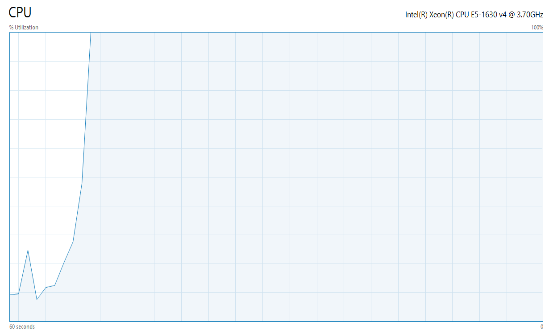 CPU
Intel(R) Xeon(R) CPU E5-1630 v4 @ 3.70GHz
% Utilization
100%
60 seconds
0